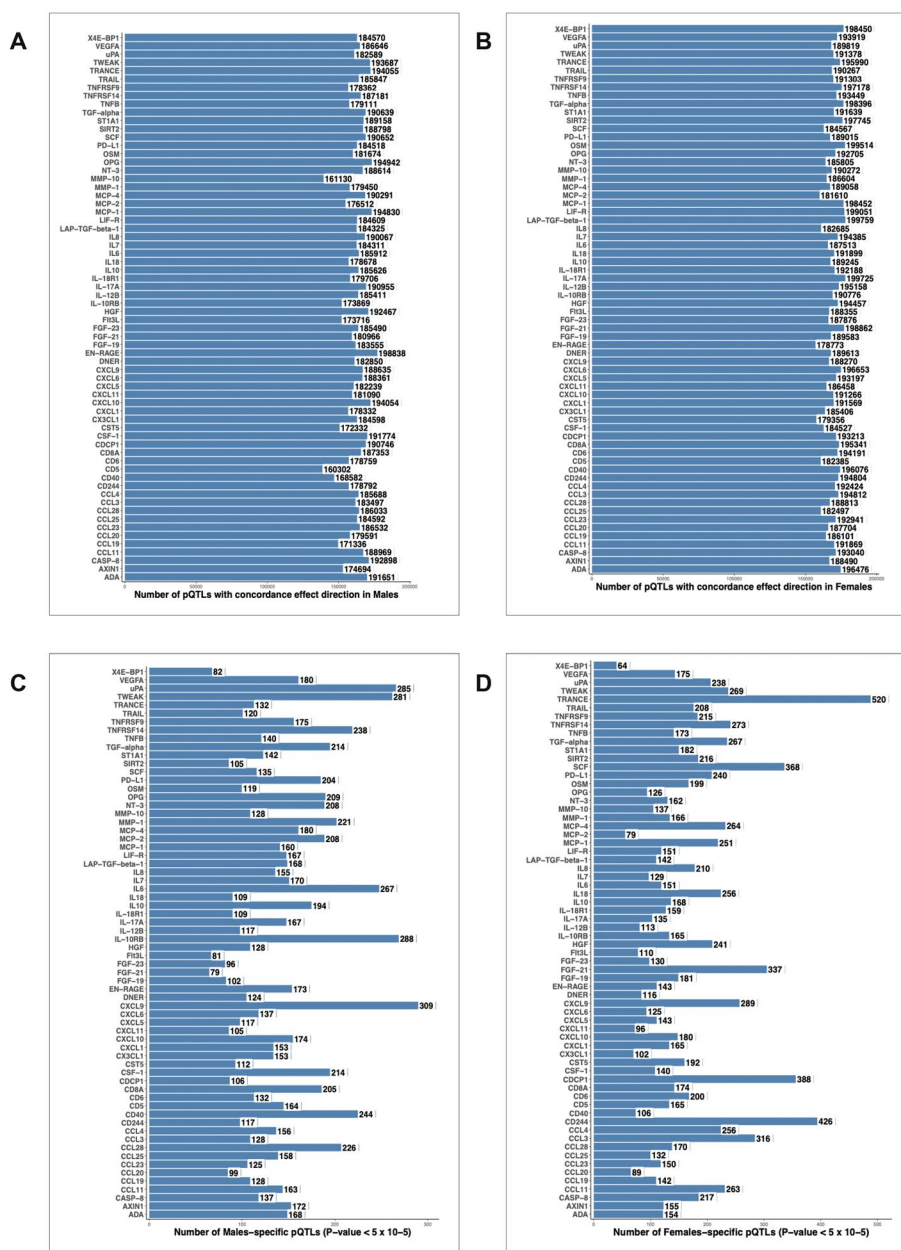 A
X4E−BP1 184570
VEGFA 186646
uPA 182589
TWEAK 193687
TRANCE 194055
TRAIL 185847
TNFRSF9 178362
TNFRSF14 187181
TNFB 179111
TGF−alpha 190639
ST1A1 189158
SIRT2 188798
SCF 190652
PD−L1 184518
OSM 181674
OPG 194942
NT−3 188614
MMP−10 161130
MMP−1 179450
MCP−4 190291
MCP−2 176512
MCP−1 194830
LIF−R 184609
LAP−TGF−beta−1 184325
IL8 190067
IL7 184311
IL6 185912
IL18 178678
IL10 185626
IL−18R1 179706
IL−17A 190955
IL−12B 185411
IL−10RB 173869
HGF 192467
Flt3L 173716
FGF−23 185490
FGF−21 180966
FGF−19 183555
EN−RAGE 198838
DNER 182850
CXCL9 188635
CXCL6 188361
CXCL5 182239
CXCL11 181090
CXCL10 194054
CXCL1 178332
CX3CL1 184598
CST5 172332
CSF−1 191774
CDCP1 190746
CD8A 187353
CD6 178759
CD5 160302
CD40 168582
CD244 178792
CCL4 185688
CCL3 183497
CCL28 186033
CCL25 184592
CCL23 186532
CCL20 179591
CCL19 171336
CCL11 188969
CASP−8 192898
AXIN1 174694
ADA 191651
0 50000 100000 150000 200000
Number of pQTLs with concordance effect direction in Males
B
X4E−BP1 198450
VEGFA 193919
uPA 189819
TWEAK 191378
TRANCE 195990
TRAIL 190267
TNFRSF9 191303
TNFRSF14 197178
TNFB 193449
TGF−alpha 198396
ST1A1 191639
SIRT2 197745
SCF 184567
PD−L1 189015
OSM 199514
OPG 192705
NT−3 185805
MMP−10 190272
MMP−1 186604
MCP−4 189058
MCP−2 181610
MCP−1 198452
LIF−R 199051
LAP−TGF−beta−1 199759
IL8 182685
IL7 194385
IL6 187513
IL18 191899
IL10 189245
IL−18R1 192188
IL−17A 199725
IL−12B 195158
IL−10RB 190776
HGF 194457
Flt3L 188355
FGF−23 187876
FGF−21 198862
FGF−19 189583
EN−RAGE 178773
DNER 189613
CXCL9 188270
CXCL6 196653
CXCL5 193197
CXCL11 186458
CXCL10 191266
CXCL1 191569
CX3CL1 185406
CST5 179356
CSF−1 184527
CDCP1 193213
CD8A 195341
CD6 194191
CD5 182385
CD40 196076
CD244 194804
CCL4 192424
CCL3 194812
CCL28 188813
CCL25 182497
CCL23 192941
CCL20 187704
CCL19 186101
CCL11 191869
CASP−8 193040
AXIN1 188490
ADA 196476
0 50000 100000 150000 200000
Number of pQTLs with concordance effect direction in Females
C
X4E−BP1 82
VEGFA 180
uPA 285
TWEAK 281
TRANCE 132
TRAIL 120
TNFRSF9 175
TNFRSF14 238
TNFB 140
TGF−alpha 214
ST1A1 142
SIRT2 105
SCF 135
PD−L1 204
OSM 119
OPG 209
NT−3 208
MMP−10 128
MMP−1 221
MCP−4 180
MCP−2 208
MCP−1 160
LIF−R 167
LAP−TGF−beta−1 168
IL8 155
IL7 170
IL6 267
IL18 109
IL10 194
IL−18R1 109
IL−17A 167
IL−12B 117
IL−10RB 288
HGF 128
Flt3L 81
FGF−23 96
FGF−21 79
FGF−19 102
EN−RAGE 173
DNER 124
CXCL9 309
CXCL6 137
CXCL5 117
CXCL11 105
CXCL10 174
CXCL1 153
CX3CL1 153
CST5 112
CSF−1 214
CDCP1 106
CD8A 205
CD6 132
CD5 164
CD40 244
CD244 117
CCL4 156
CCL3 128
CCL28 226
CCL25 158
CCL23 125
CCL20 99
CCL19 128
CCL11 163
CASP−8 137
AXIN1 172
ADA 168
0 100 200 300
Number of Males−specific pQTLs (P−value < 5 x 10−5)
D
X4E−BP1 64
VEGFA 175
uPA 238
TWEAK 269
TRANCE 520
TRAIL 208
TNFRSF9 215
TNFRSF14 273
TNFB 173
TGF−alpha 267
ST1A1 182
SIRT2 216
SCF 368
PD−L1 240
OSM 199
OPG 126
NT−3 162
MMP−10 137
MMP−1 166
MCP−4 264
MCP−2 79
MCP−1 251
LIF−R 151
LAP−TGF−beta−1 142
IL8 210
IL7 129
IL6 151
IL18 256
IL10 168
IL−18R1 159
IL−17A 135
IL−12B 113
IL−10RB 165
HGF 241
Flt3L 110
FGF−23 130
FGF−21 337
FGF−19 181
EN−RAGE 143
DNER 116
CXCL9 289
CXCL6 125
CXCL5 143
CXCL11 96
CXCL10 180
CXCL1 165
CX3CL1 102
CST5 192
CSF−1 140
CDCP1 388
CD8A 174
CD6 200
CD5 165
CD40 106
CD244 426
CCL4 256
CCL3 316
CCL28 170
CCL25 132
CCL23 150
CCL20 89
CCL19 142
CCL11 263
CASP−8 217
AXIN1 155
ADA 154
0 100 200 300 400 500
Number of Females−specific pQTLs (P−value < 5 x 10−5)